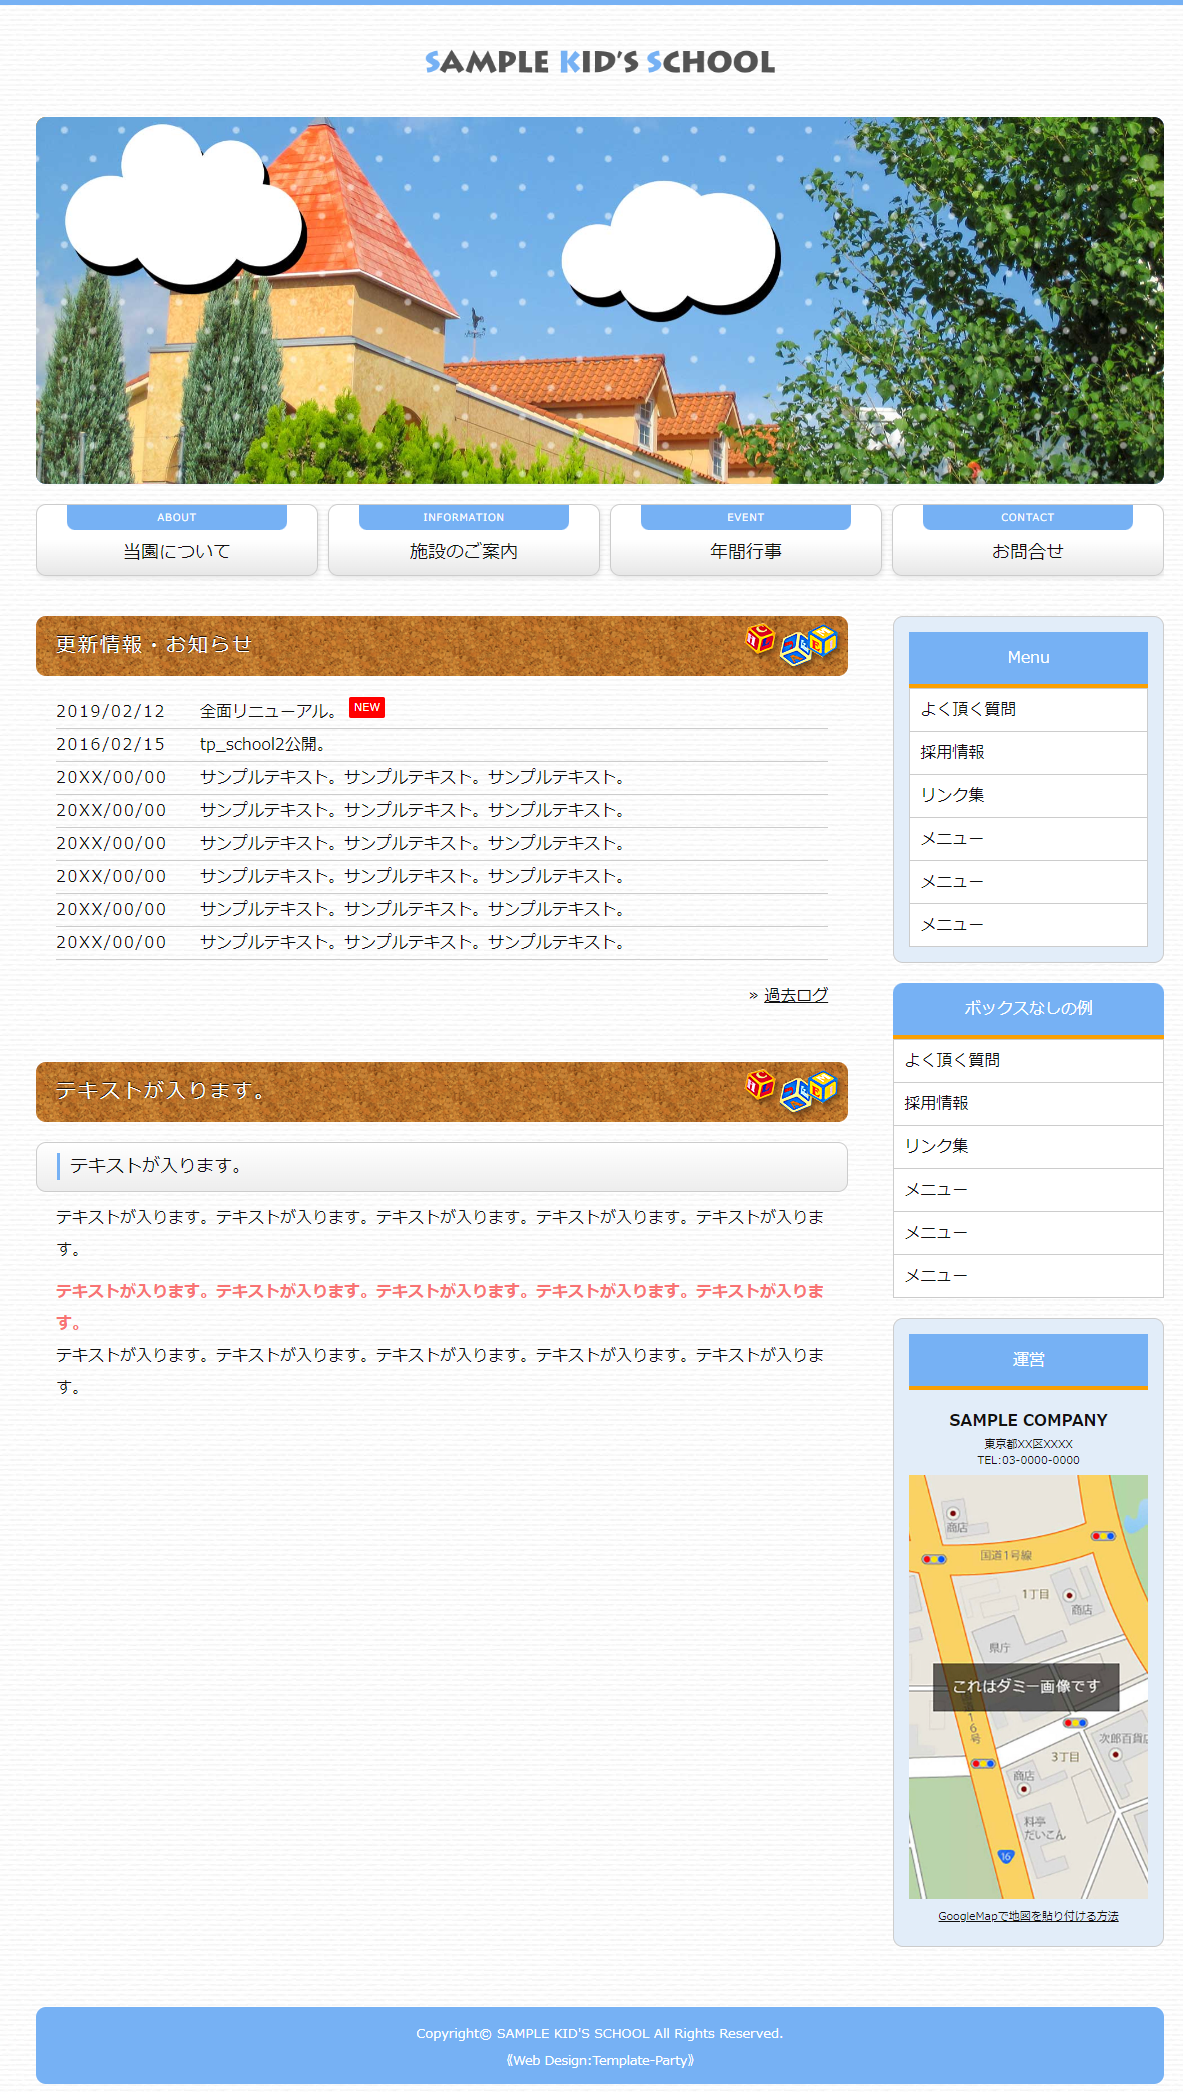 SAMPLE KID'S SCHOOL
ABOUT
当園について
INFORMATION
施設のご案内
EVENT
年間行事
CONTACT
お問合せ
更新情報・お知らせ
2019/02/12 全面リニューアル。 NEW
2016/02/15 tp_school2公開。
20XX/00/00 サンプルテキスト。サンプルテキスト。サンプルテキスト。
20XX/00/00 サンプルテキスト。サンプルテキスト。サンプルテキスト。
20XX/00/00 サンプルテキスト。サンプルテキスト。サンプルテキスト。
20XX/00/00 サンプルテキスト。サンプルテキスト。サンプルテキスト。
20XX/00/00 サンプルテキスト。サンプルテキスト。サンプルテキスト。
20XX/00/00 サンプルテキスト。サンプルテキスト。サンプルテキスト。
» 過去ログ
テキストが入ります。
テキストが入ります。
テキストが入ります。テキストが入ります。テキストが入ります。テキストが入ります。テキストが入りま
す。
テキストが入ります。テキストが入ります。テキストが入ります。テキストが入ります。テキストが入りま
す。
テキストが入ります。テキストが入ります。テキストが入ります。テキストが入ります。テキストが入りま
す。
Menu
よく頂く質問
採用情報
リンク集
メニュー
メニュー
メニュー
ボックスなしの例
よく頂く質問
採用情報
リンク集
メニュー
メニュー
メニュー
運営
SAMPLE COMPANY
東京都XX区XXXX
TEL:03-0000-0000
商店
国道1号線
1丁目
商店
県庁
これはダミー画像です
国道16号
次郎百貨店
3丁目
商店
料亭
だいこん
16
GoogleMapで地図を貼り付ける方法
Copyright© SAMPLE KID'S SCHOOL All Rights Reserved.
《Web Design:Template-Party》